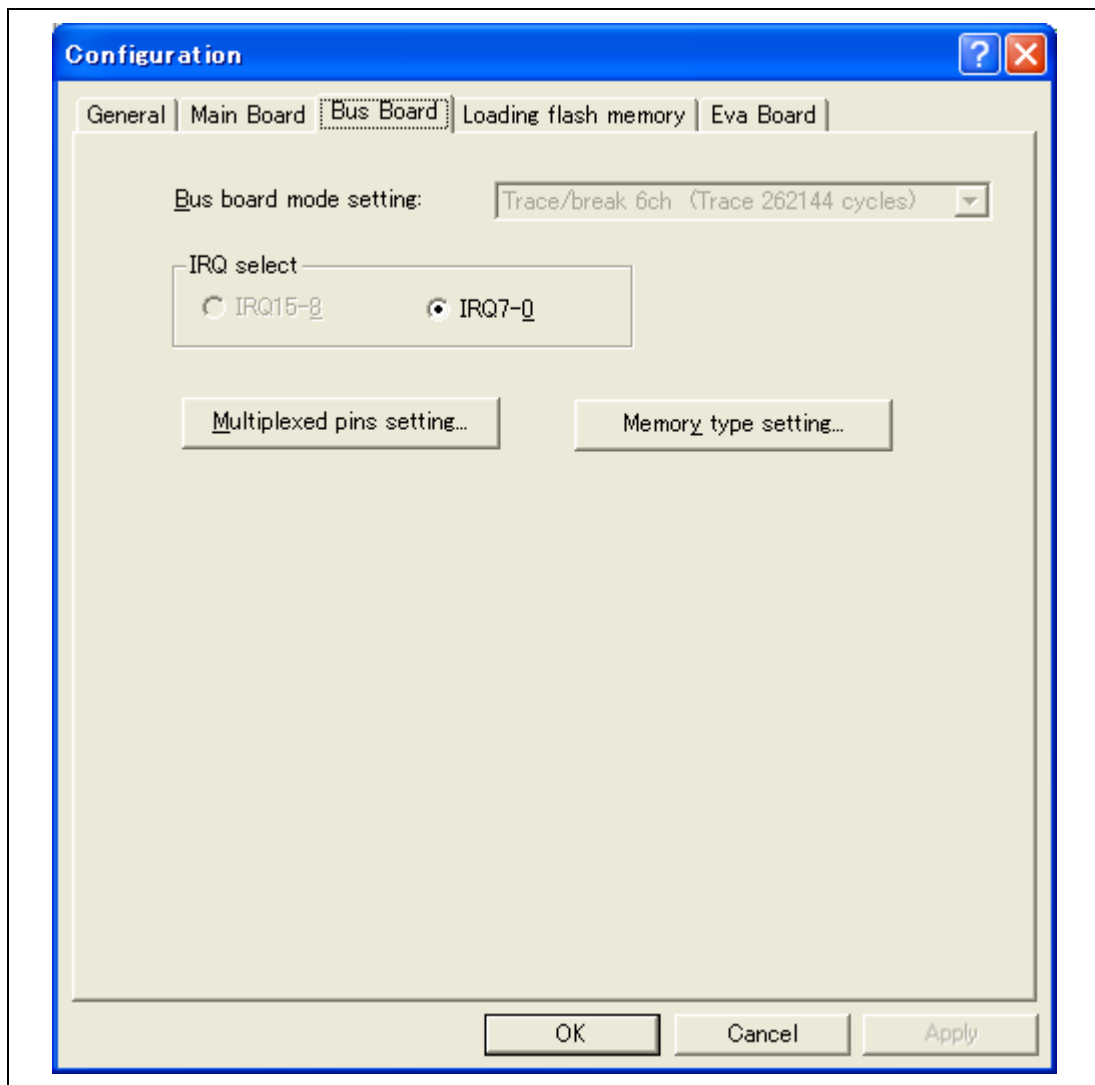 Configuration
General Main Board Bus Board Loading flash memory Eva Board
Bus board mode setting: Trace/break 6ch (Trace 262144 cycles)
IRQ select
IRQ15-8 IRQ7-0
Multiplexed pins setting... Memory type setting...
OK Cancel Apply